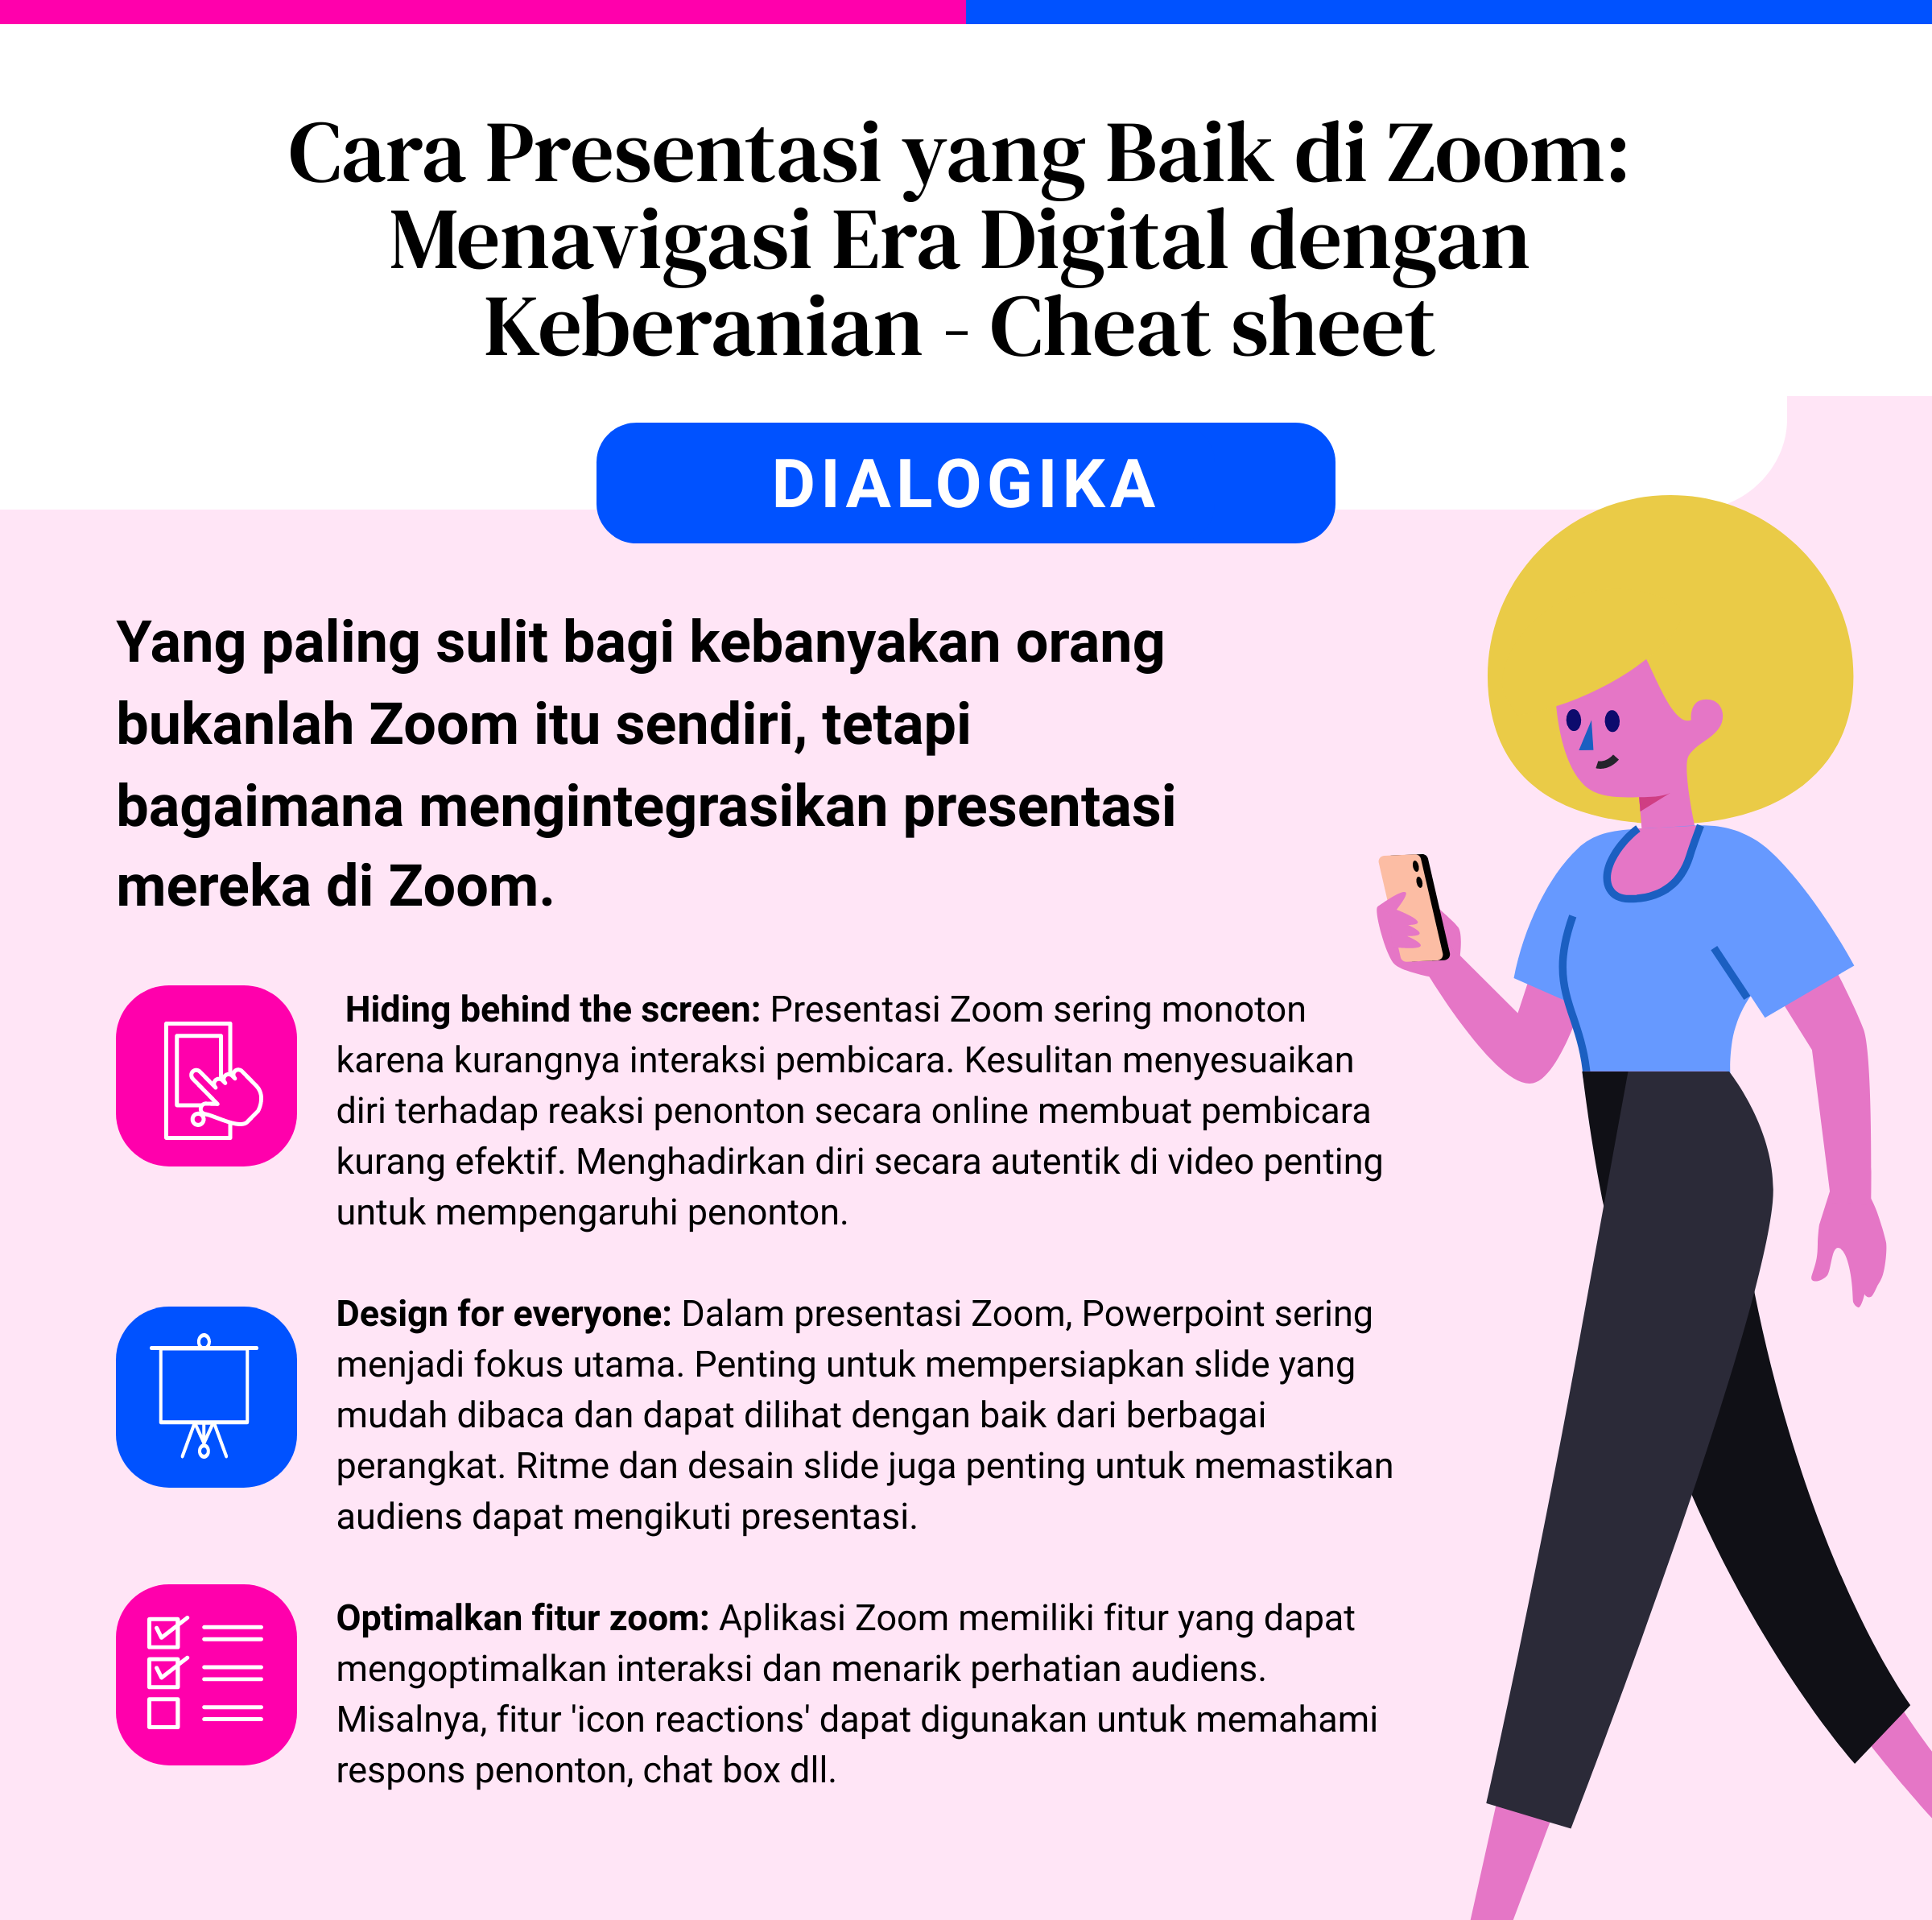 Cara Presentasi yang Baik di Zoom:
Menavigasi Era Digital dengan
Keberanian - Cheat sheet
DIALOGIKA
Yang paling sulit bagi kebanyakan orang
bukanlah Zoom itu sendiri, tetapi
bagaimana mengintegrasikan presentasi
mereka di Zoom.
Hiding behind the screen: Presentasi Zoom sering monoton
karena kurangnya interaksi pembicara. Kesulitan menyesuaikan
diri terhadap reaksi penonton secara online membuat pembicara
kurang efektif. Menghadirkan diri secara autentik di video penting
untuk mempengaruhi penonton.
Design for everyone: Dalam presentasi Zoom, Powerpoint sering
menjadi fokus utama. Penting untuk mempersiapkan slide yang
mudah dibaca dan dapat dilihat dengan baik dari berbagai
perangkat. Ritme dan desain slide juga penting untuk memastikan
audiens dapat mengikuti presentasi.
Optimalkan fitur zoom: Aplikasi Zoom memiliki fitur yang dapat
mengoptimalkan interaksi dan menarik perhatian audiens.
Misalnya, fitur 'icon reactions' dapat digunakan untuk memahami
respons penonton, chat box dll.